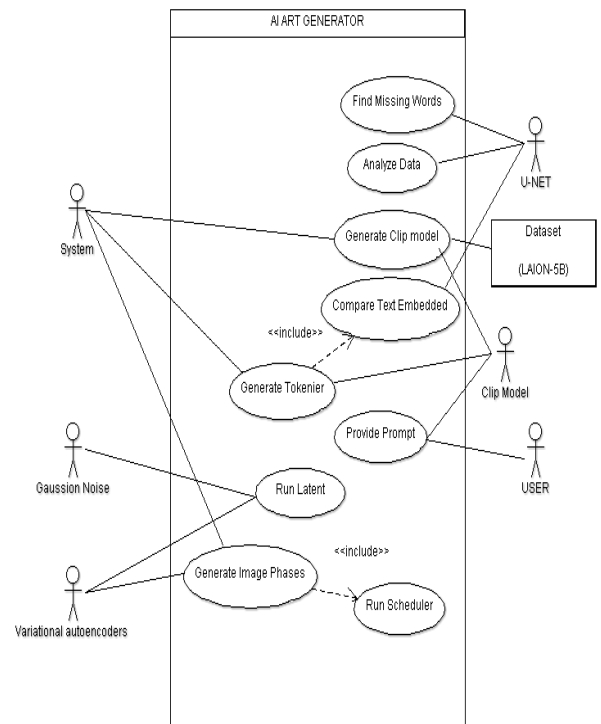 AI ART GENERATOR
Find Missing Words
Analyze Data
U-NET
System
Generate Clip model
Dataset
(LAION-5B)
Compare Text Embedded
<<include>>
Generate Tokenier
Clip Model
Provide Prompt
Gaussion Noise
Run Latent
USER
<<include>>
Generate Image Phases
Run Scheduler
Variational autoencoders